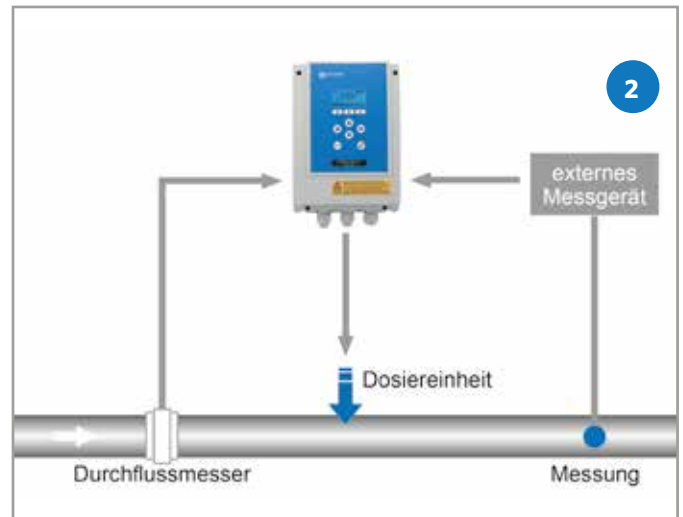 2
externes
Messgerät
Dosiereinheit
Durchflussmesser
Messung